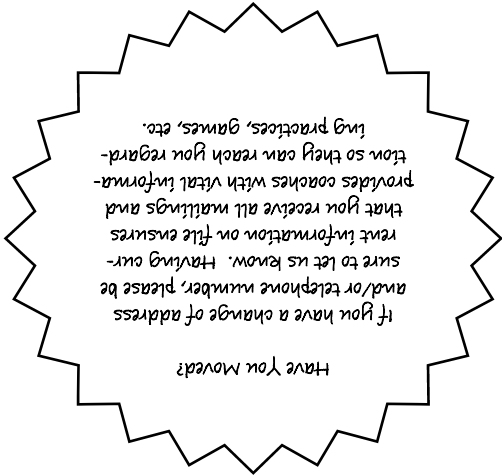 Have You Moved?
If you have a change of address
and/or telephone number, please be
sure to let us know.  Having cur-
rent information on file ensures
that you receive all mailings and
provides coaches with vital informa-
tion so they can reach you regard-
ing practices, games, etc.